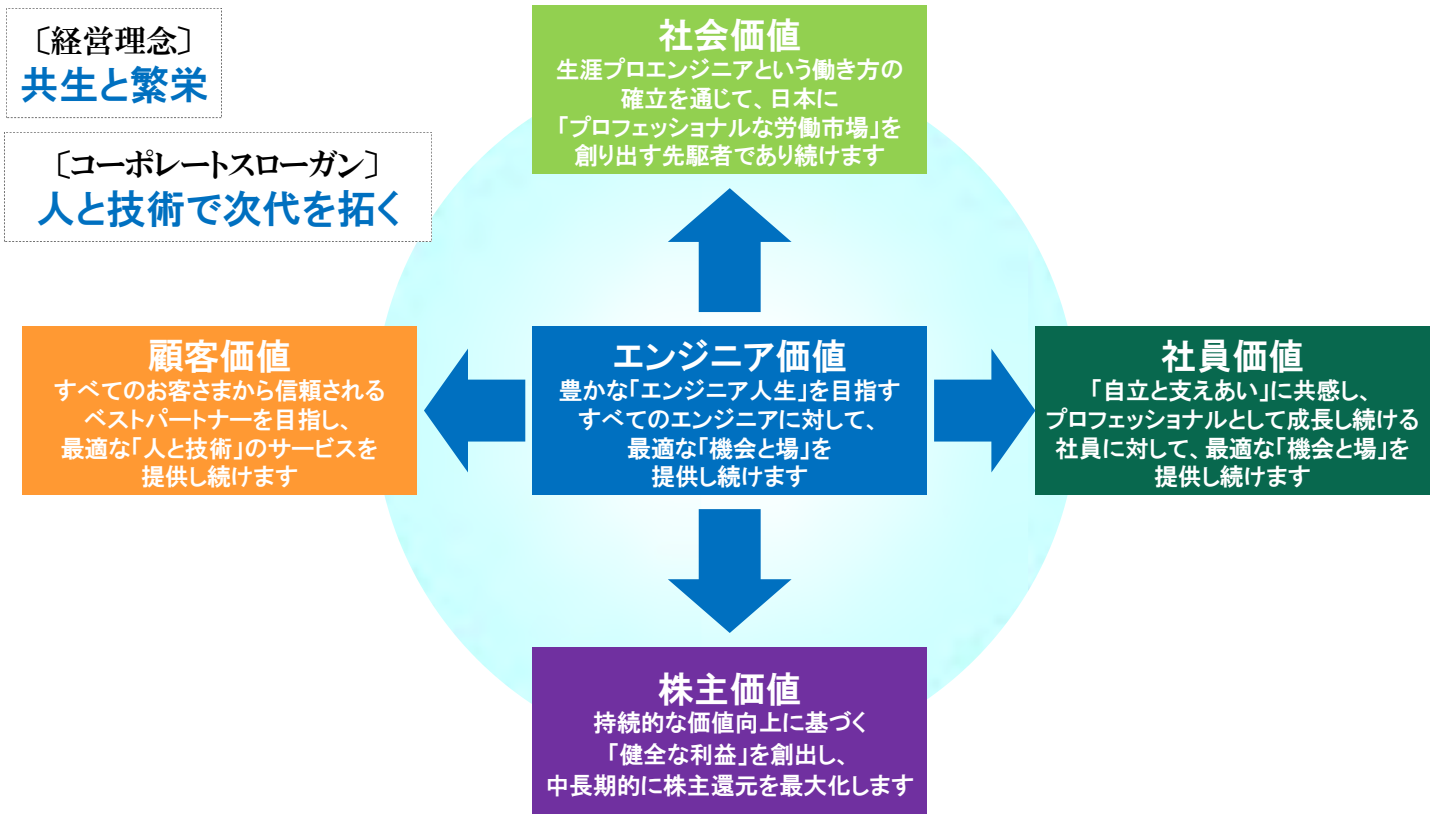 〔経営理念〕
共生と繁栄
〔コーポレートスローガン〕
人と技術で次代を拓く
社会価値
生涯プロエンジニアという働き方の
確立を通じて、日本に
「プロフェッショナルな労働市場」を
創り出す先駆者であり続けます
顧客価値
すべてのお客さまから信頼される
ベストパートナーを目指し、
最適な「人と技術」のサービスを
提供し続けます
エンジニア価値
豊かな「エンジニア人生」を目指す
すべてのエンジニアに対して、
最適な「機会と場」を
提供し続けます
社員価値
「自立と支えあい」に共感し、
プロフェッショナルとして成長し続ける
社員に対して、最適な「機会と場」を
提供し続けます
株主価値
持続的な価値向上に基づく
「健全な利益」を創出し、
中長期的に株主還元を最大化します